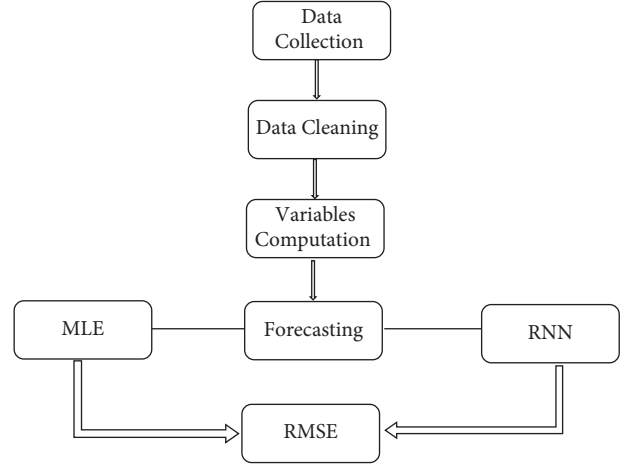 Data
Collection
Data Cleaning
Variables
Computation
MLE
Forecasting
RNN
RMSE